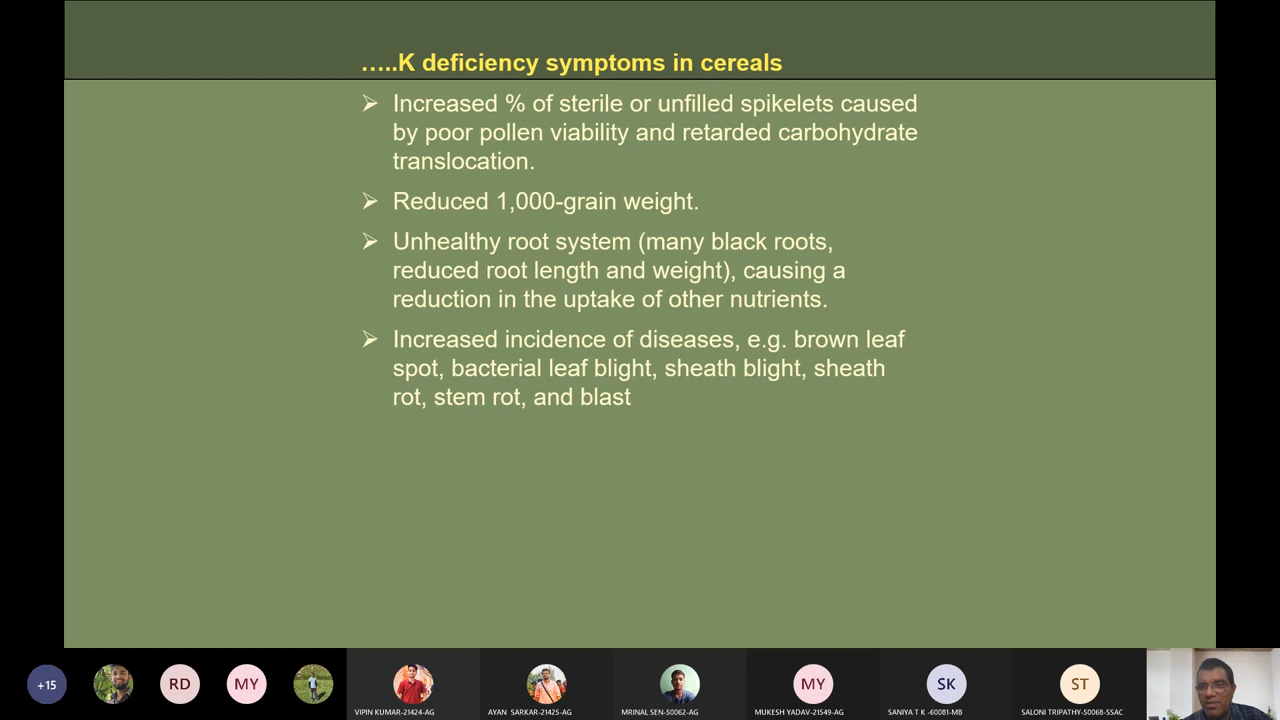 …..K deficiency symptoms in cereals
Increased % of sterile or unfilled spikelets caused
by poor pollen viability and retarded carbohydrate
translocation.
Reduced 1,000-grain weight.
Unhealthy root system (many black roots,
reduced root length and weight), causing a
reduction in the uptake of other nutrients.
Increased incidence of diseases, e.g. brown leaf
spot, bacterial leaf blight, sheath blight, sheath
rot, stem rot, and blast
+15
RD
MY
MY
SK
ST
VIPIN KUMAR-21424-AG
AYAN SARKAR-21425-AG
MRINAL SEN-50062-AG
MUKESH YADAV-21549-AG
SANIYA T K -60081-MB
SALONI TRIPATHY-50068-SSAC